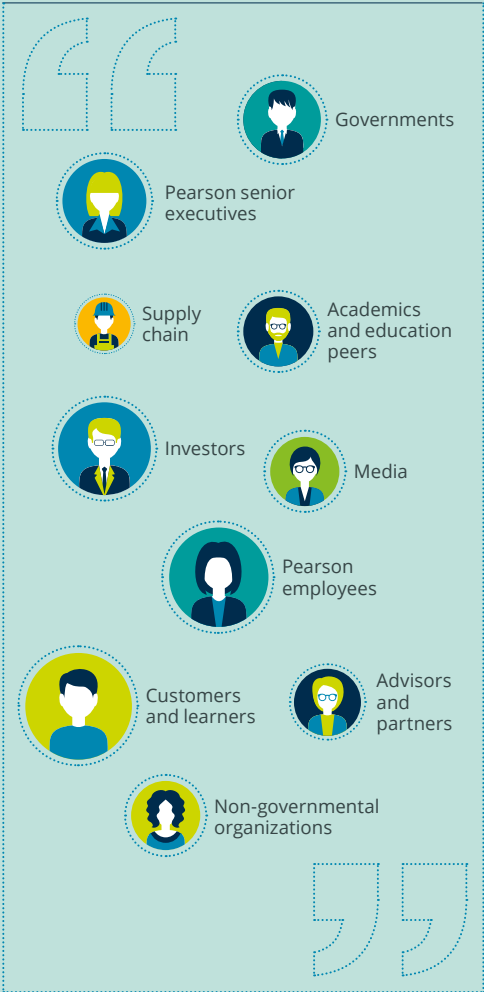 Governments
Pearson senior
executives
Supply
chain
Academics
and education
peers
Investors
Media
Pearson
employees
Customers
and learners
Advisors
and
partners
Non-governmental
organizations